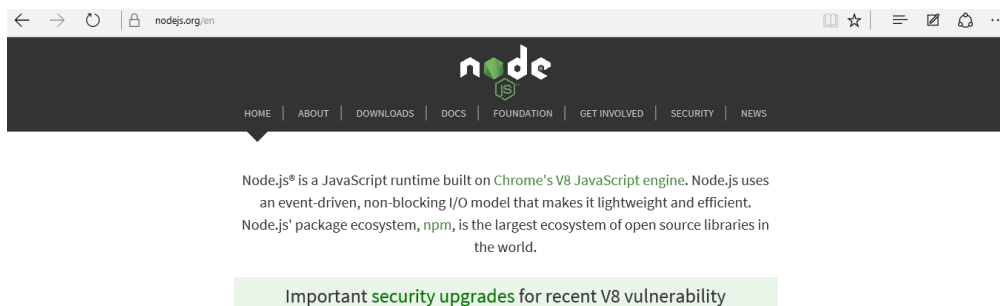 nodejs.org/en
node
JS
HOME | ABOUT | DOWNLOADS | DOCS | FOUNDATION | GET INVOLVED | SECURITY | NEWS
Node.js® is a JavaScript runtime built on Chrome's V8 JavaScript engine. Node.js uses
an event-driven, non-blocking I/O model that makes it lightweight and efficient.
Node.js' package ecosystem, npm, is the largest ecosystem of open source libraries in
the world.
Important security upgrades for recent V8 vulnerability